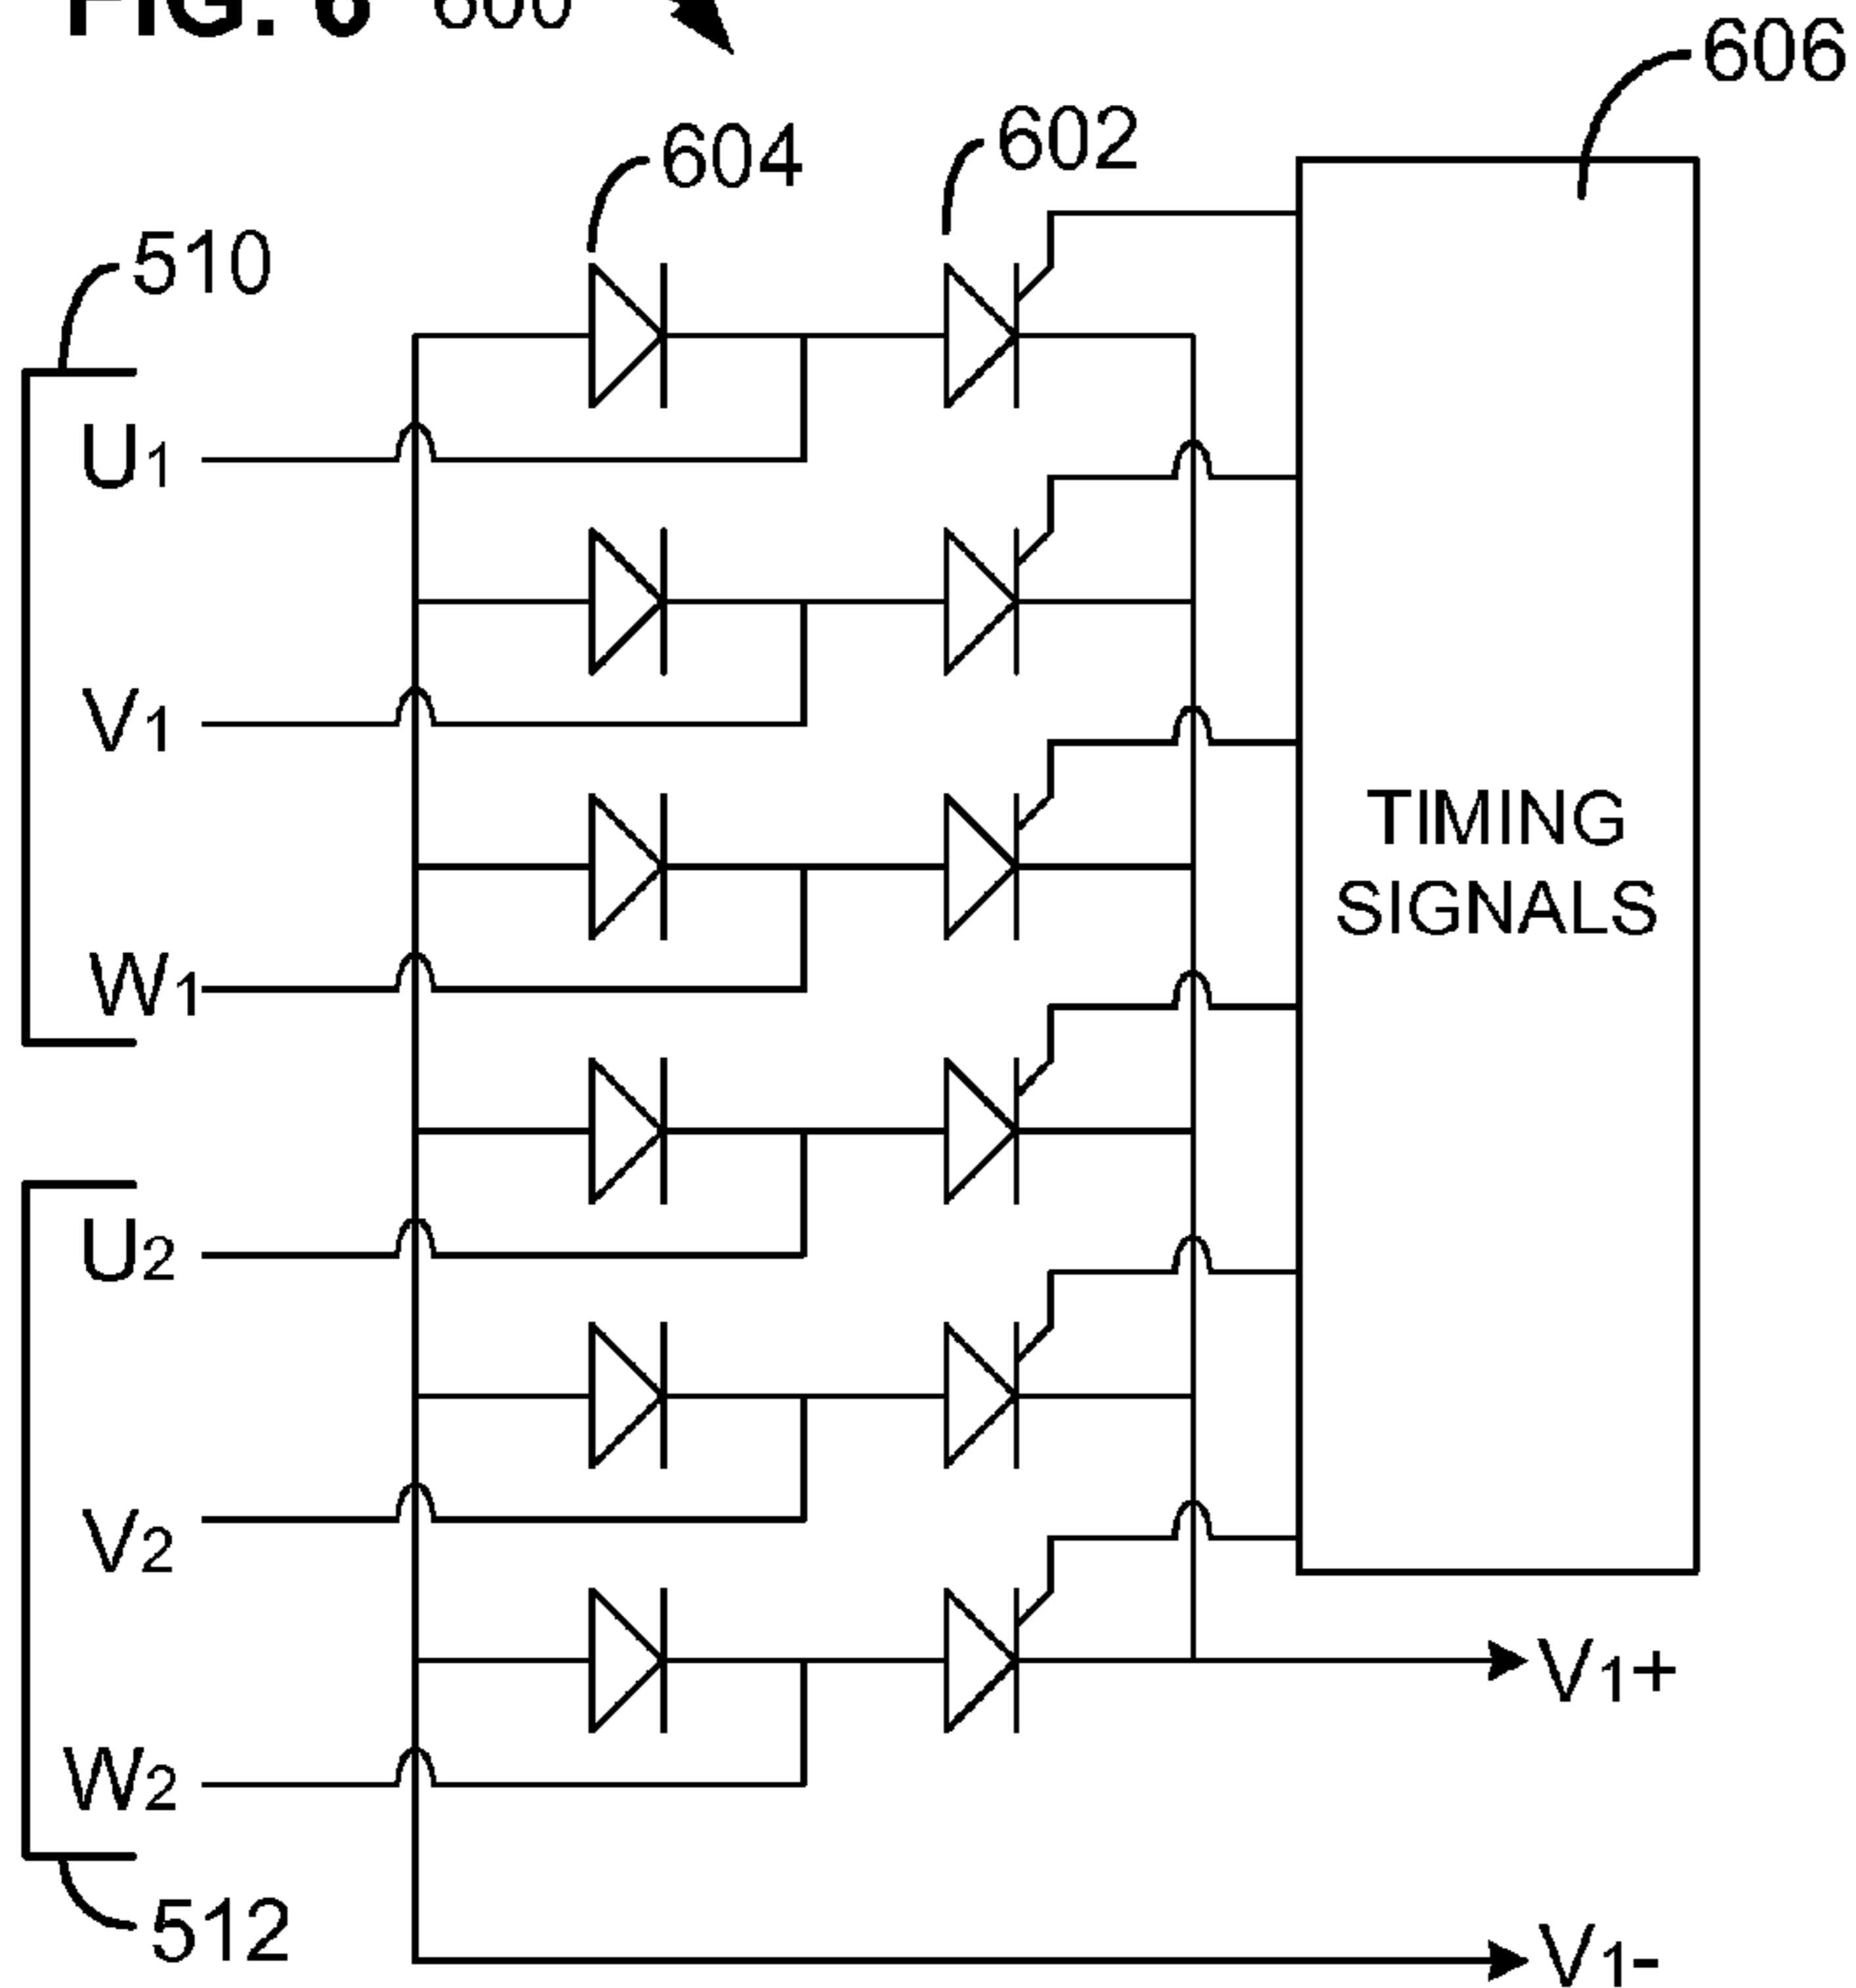 FIG. 6 600
606
604
602
510
U1
V1
W1
TIMING
SIGNALS
U2
V2
W2
V1+
512
V1-